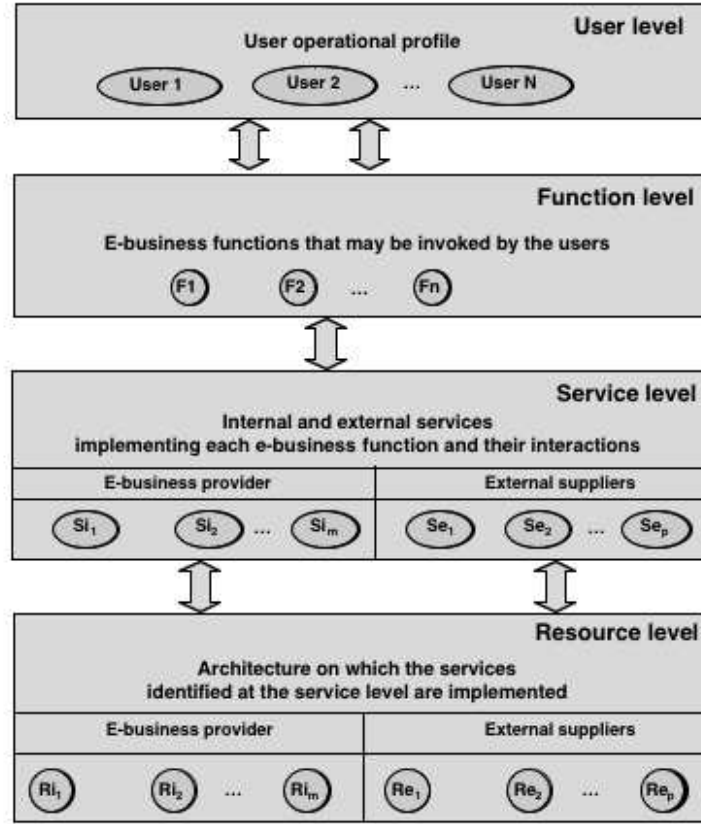 User level
User operational profile
User 1 User 2 ... User N
Function level
E-business functions that may be invoked by the users
F1 F2 ... Fn
Service level
Internal and external services
implementing each e-business function and their interactions
E-business provider External suppliers
Si₁ Si₂ ... Siₘ Se₁ Se₂ ... Seₚ
Resource level
Architecture on which the services
identified at the service level are implemented
E-business provider External suppliers
Ri₁ Ri₂ ... Riₘ Re₁ Re₂ ... Reₚ